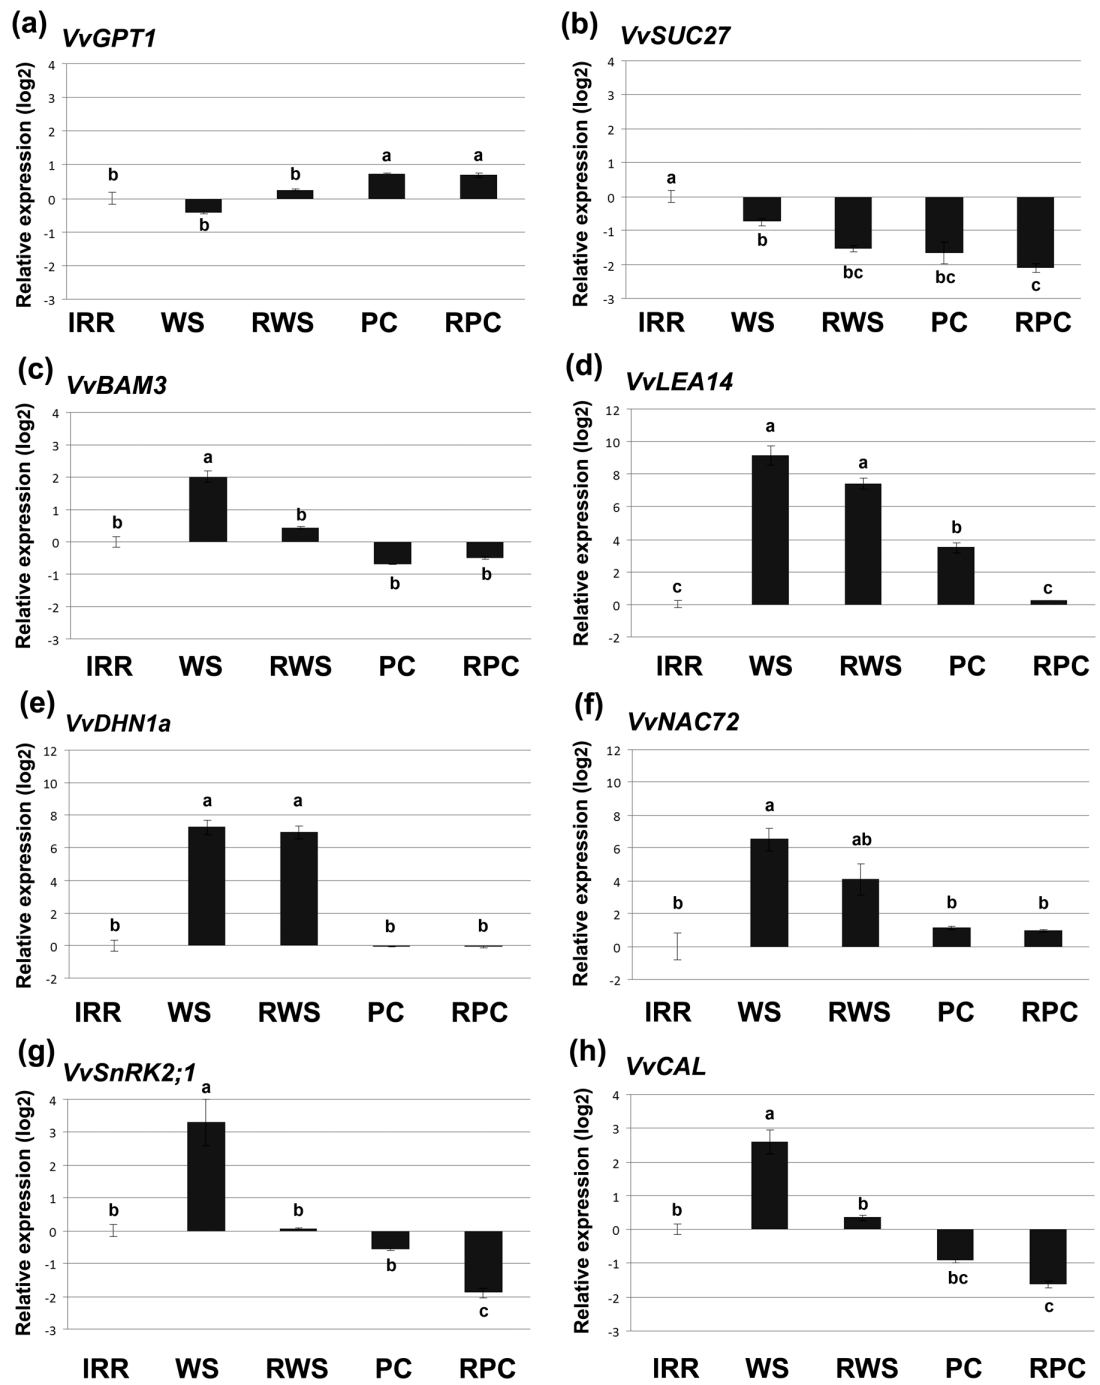 (a) VvGPT1
Relative expression (log2)
4
3
2
1
0
-1
-2
-3
b
b
b
a
a
IRR WS RWS PC RPC
(b) VvSUC27
Relative expression (log2)
4
3
2
1
0
-1
-2
-3
a
b
bc
bc
c
IRR WS RWS PC RPC
(c) VvBAM3
Relative expression (log2)
4
3
2
1
0
-1
-2
-3
b
a
b
b
b
IRR WS RWS PC RPC
(d) VvLEA14
Relative expression (log2)
12
10
8
6
4
2
0
-2
c
a
a
b
c
IRR WS RWS PC RPC
(e) VvDHN1a
Relative expression (log2)
12
10
8
6
4
2
0
-2
b
a
a
b
b
IRR WS RWS PC RPC
(f) VvNAC72
Relative expression (log2)
12
10
8
6
4
2
0
-2
b
a
ab
b
b
IRR WS RWS PC RPC
(g) VvSnRK2;1
Relative expression (log2)
4
3
2
1
0
-1
-2
-3
b
a
b
b
c
IRR WS RWS PC RPC
(h) VvCAL
Relative expression (log2)
4
3
2
1
0
-1
-2
-3
b
a
b
bc
c
IRR WS RWS PC RPC